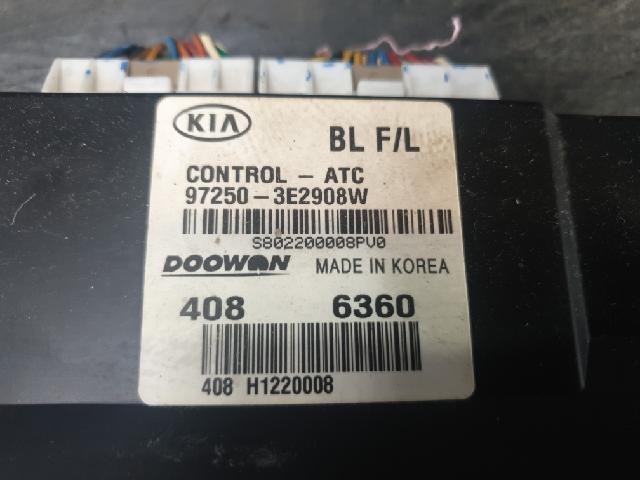 KIA
BL F/L
CONTROL - ATC
97250-3E2908W
S802200008PV0
DOOWON MADE IN KOREA
408 6360
408 H1220008